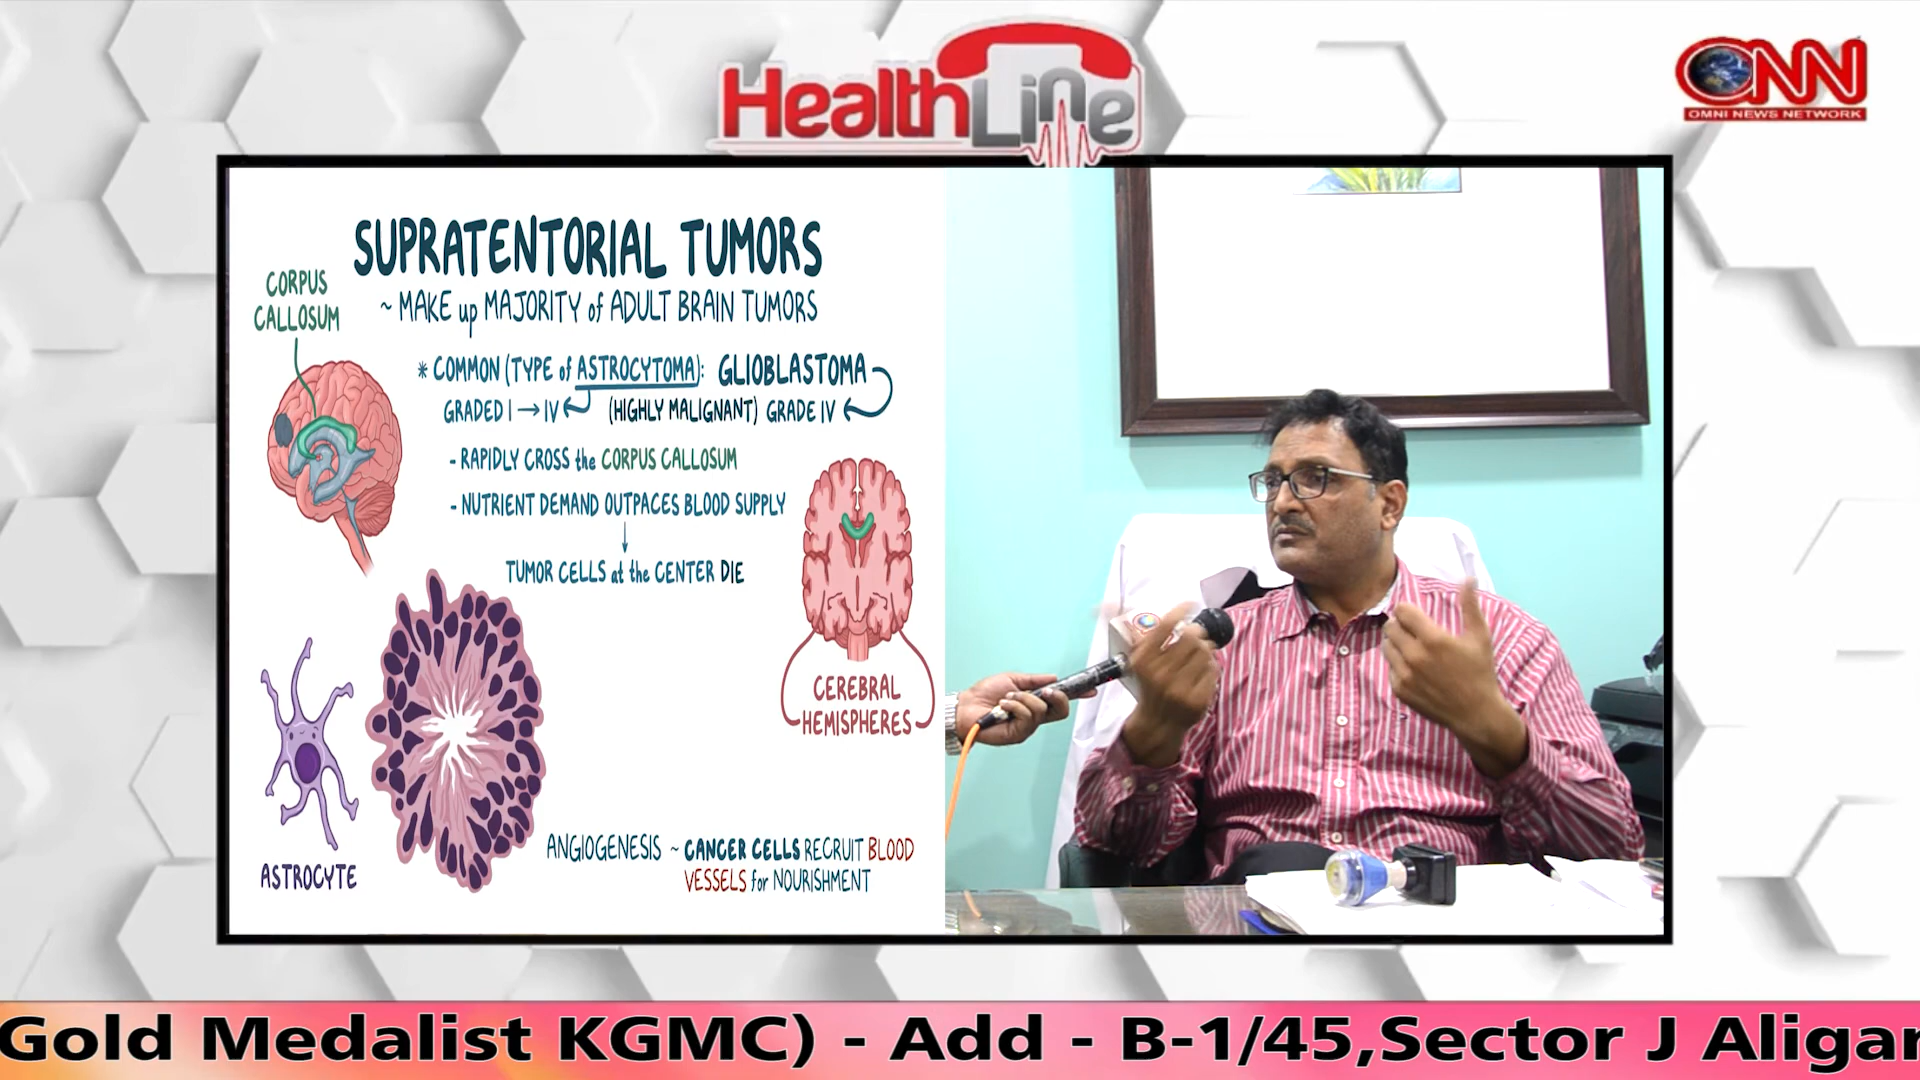 HealthLine
ONN
OMNI NEWS NETWORK
SUPRATENTORIAL TUMORS
~ MAKE up MAJORITY of ADULT BRAIN TUMORS
CORPUS
CALLOSUM
* COMMON (TYPE of ASTROCYTOMA): GLIOBLASTOMA
GRADED I → IV (HIGHLY MALIGNANT) GRADE IV
- RAPIDLY CROSS the CORPUS CALLOSUM
- NUTRIENT DEMAND OUTPACES BLOOD SUPPLY
↓
TUMOR CELLS at the CENTER DIE
CEREBRAL
HEMISPHERES
ASTROCYTE
ANGIOGENESIS ~ CANCER CELLS RECRUIT BLOOD
VESSELS for NOURISHMENT
Gold Medalist KGMC) - Add - B-1/45,Sector J Aligar